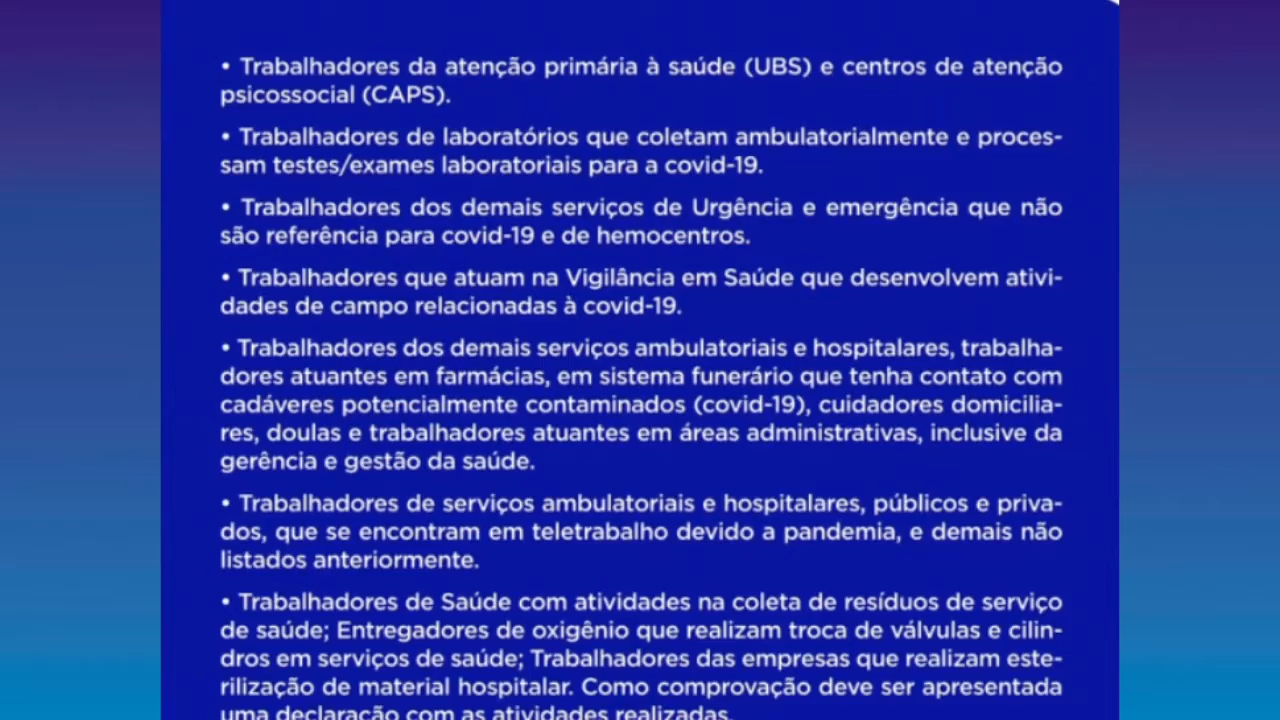 • Trabalhadores da atenção primária à saúde (UBS) e centros de atenção
psicossocial (CAPS).
• Trabalhadores de laboratórios que coletam ambulatorialmente e proces-
sam testes/exames laboratoriais para a covid-19.
• Trabalhadores dos demais serviços de Urgência e emergência que não
são referência para covid-19 e de hemocentros.
• Trabalhadores que atuam na Vigilância em Saúde que desenvolvem ativi-
dades de campo relacionadas à covid-19.
• Trabalhadores dos demais serviços ambulatoriais e hospitalares, trabalha-
dores atuantes em farmácias, em sistema funerário que tenha contato com
cadáveres potencialmente contaminados (covid-19), cuidadores domicilia-
res, doulas e trabalhadores atuantes em áreas administrativas, inclusive da
gerência e gestão da saúde.
• Trabalhadores de serviços ambulatoriais e hospitalares, públicos e priva-
dos, que se encontram em teletrabalho devido a pandemia, e demais não
listados anteriormente.
• Trabalhadores de Saúde com atividades na coleta de resíduos de serviço
de saúde; Entregadores de oxigênio que realizam troca de válvulas e cilin-
dros em serviços de saúde; Trabalhadores das empresas que realizam este-
rilização de material hospitalar. Como comprovação deve ser apresentada
uma declaração com as atividades realizadas.